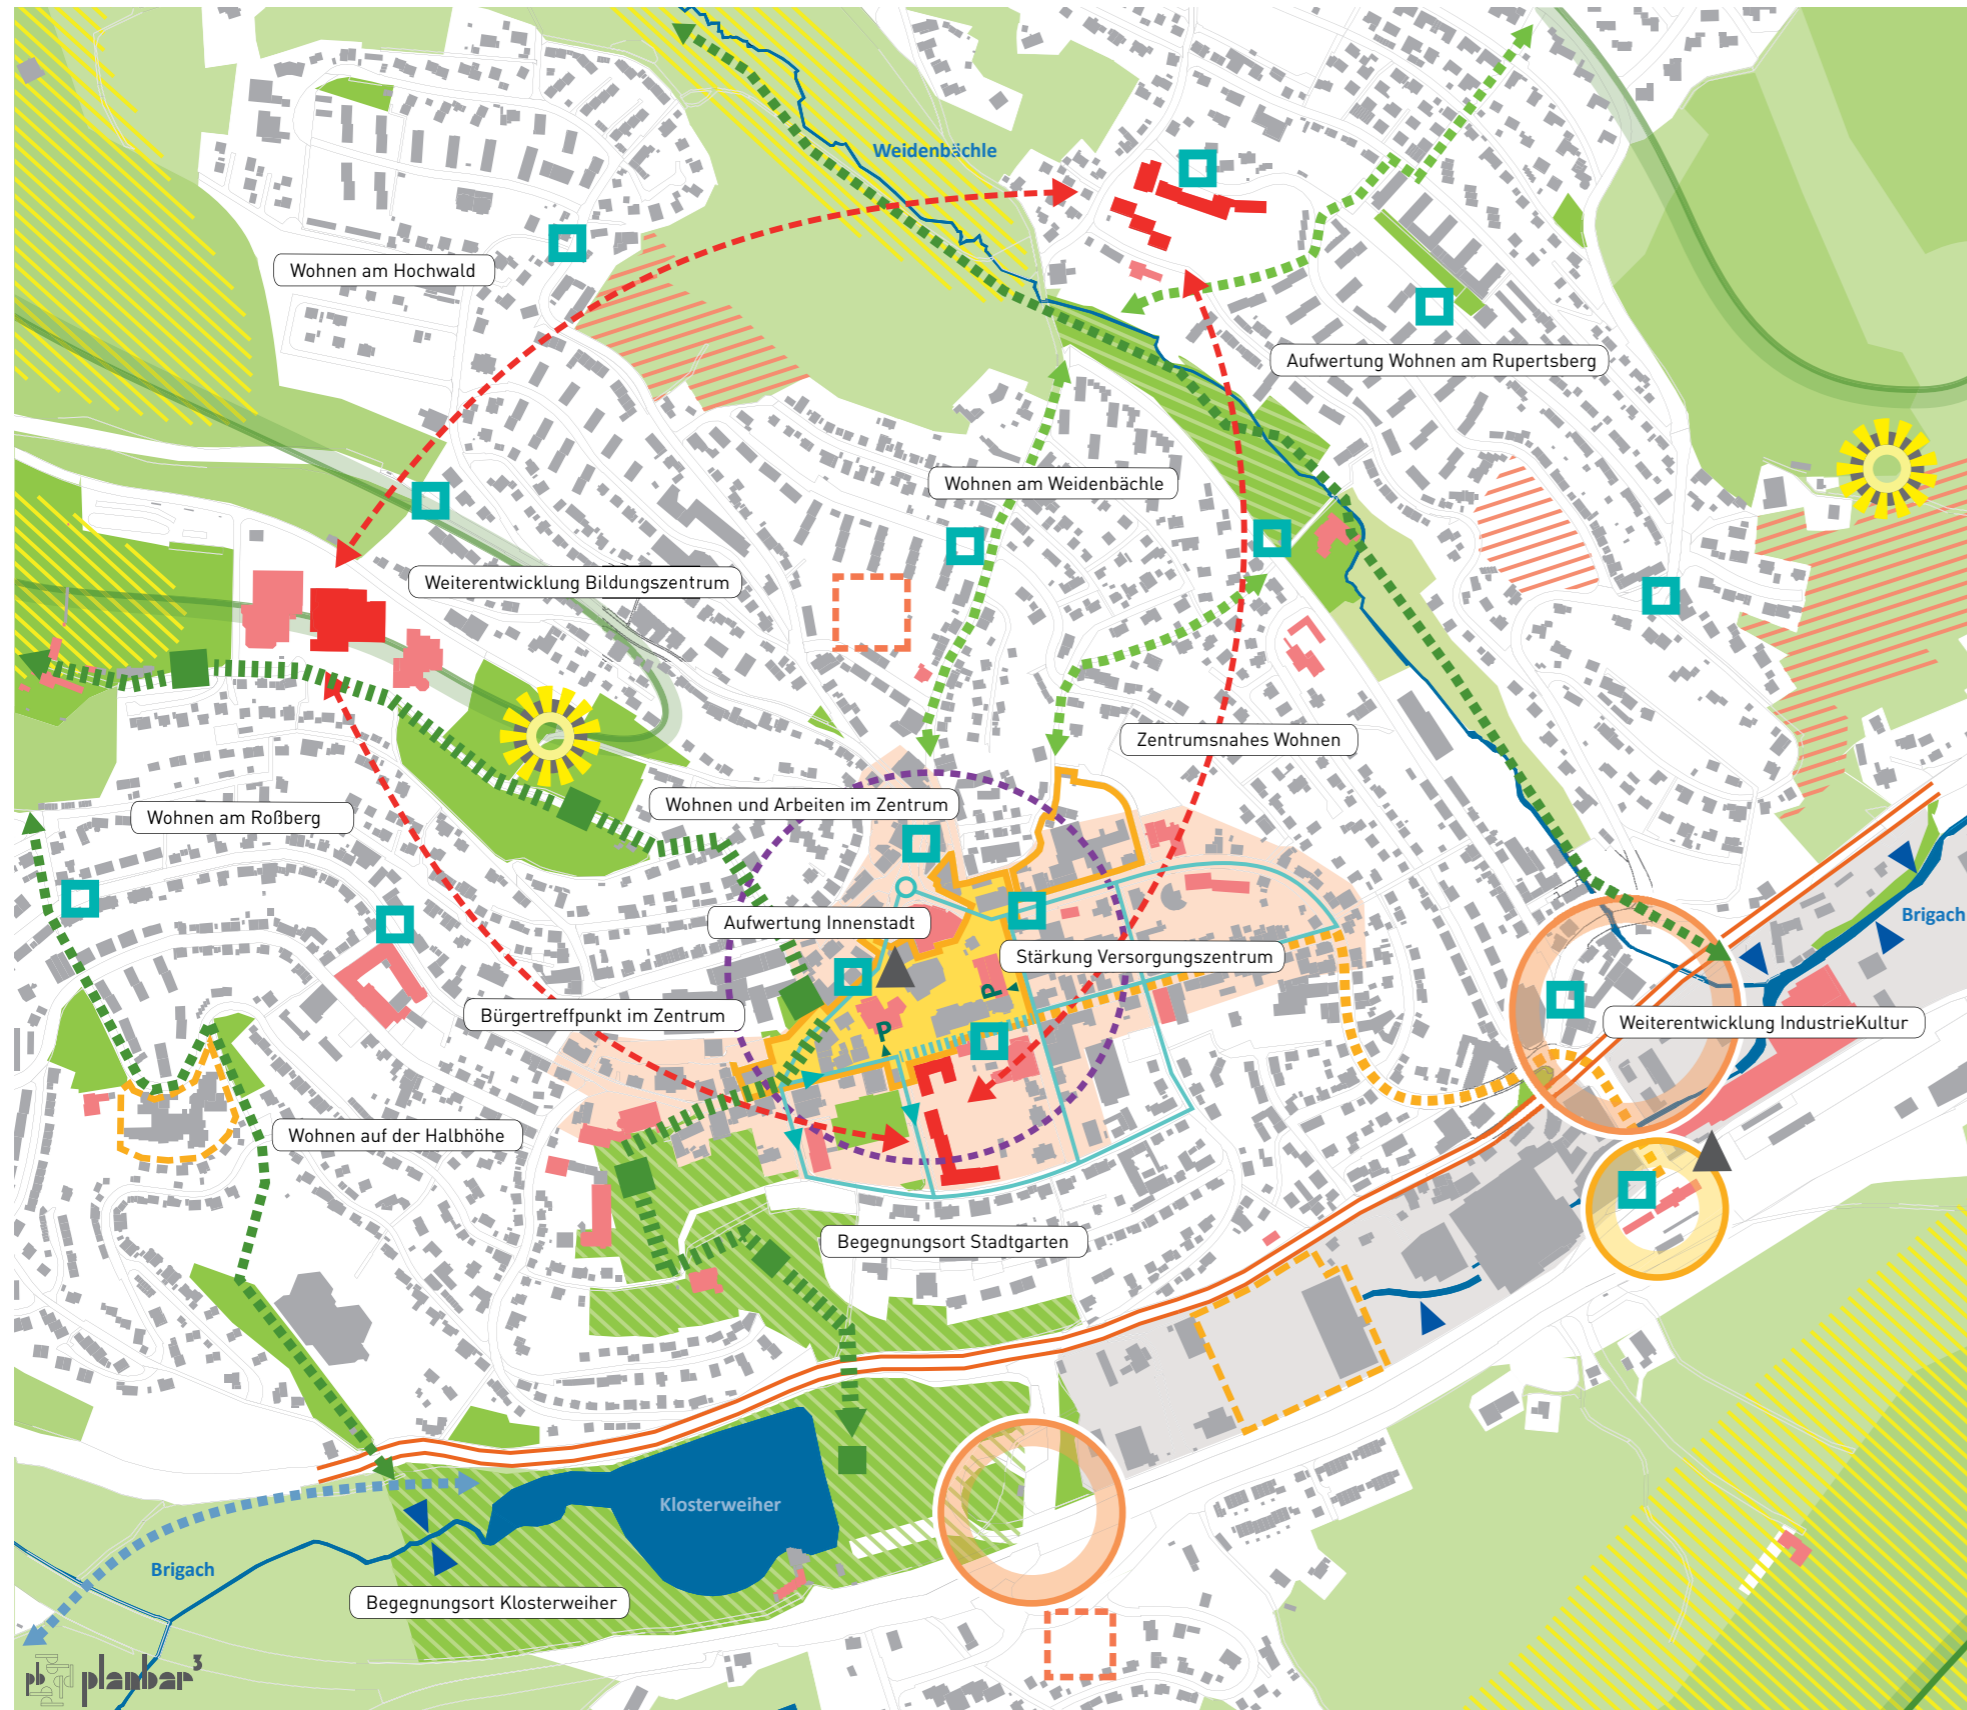 Weidenbächle
Wohnen am Hochwald
Aufwertung Wohnen am Rupertsberg
Wohnen am Weidenbächle
Weiterentwicklung Bildungszentrum
Zentrumsnahes Wohnen
Wohnen und Arbeiten im Zentrum
Wohnen am Roßberg
Brigach
Aufwertung Innenstadt
Stärkung Versorgungszentrum
P
Bürgertreffpunkt im Zentrum
P
Weiterentwicklung IndustrieKultur
Wohnen auf der Halbhöhe
Begegnungsort Stadtgarten
Klosterweiher
Brigach
Begegnungsort Klosterweiher
planbar³